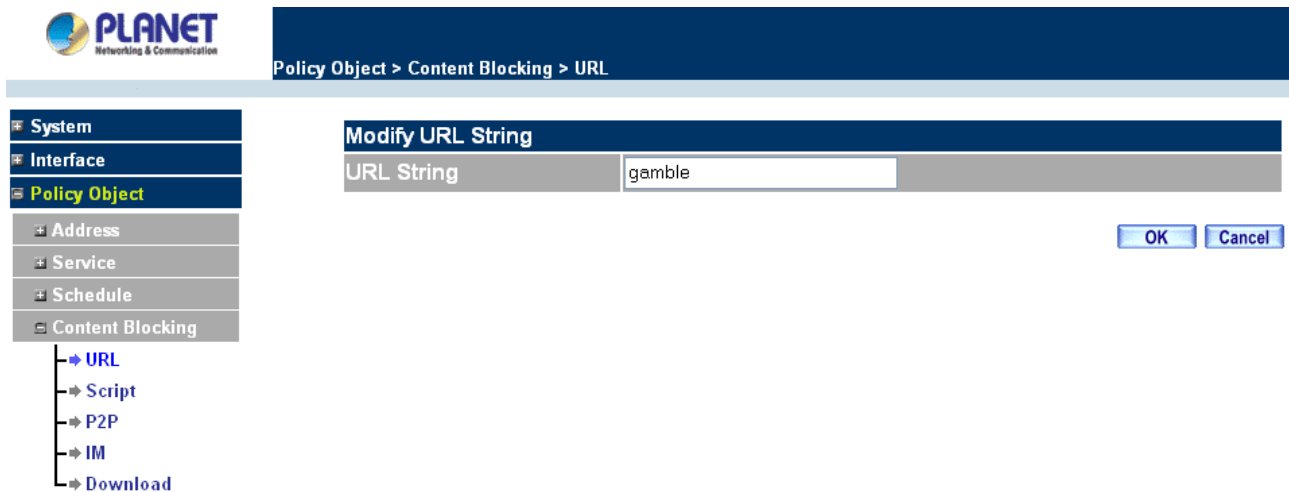 PLANET
Networking & Communication
Policy Object > Content Blocking > URL
System
Interface
Policy Object
Address
Service
Schedule
Content Blocking
URL
Script
P2P
IM
Download
Modify URL String
URL String gamble
OK Cancel